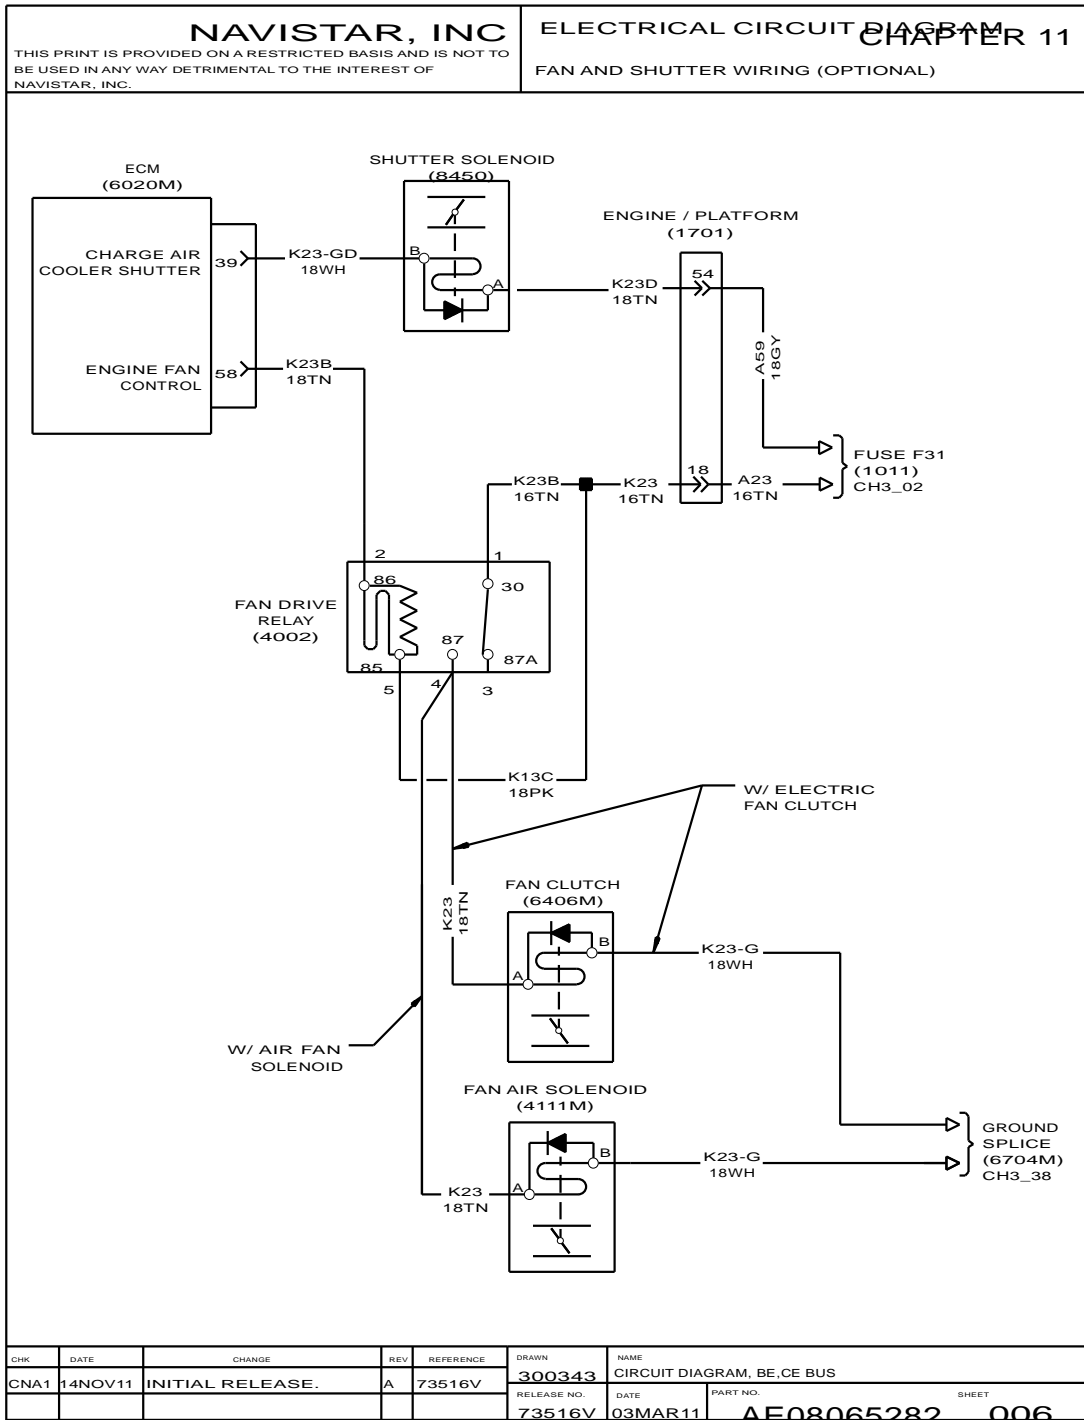 NAVISTAR, INC
THIS PRINT IS PROVIDED ON A RESTRICTED BASIS AND IS NOT TO
BE USED IN ANY WAY DETRIMENTAL TO THE INTEREST OF
NAVISTAR, INC.
ELECTRICAL CIRCUIT DIAGRAM
CHAPTER 11
FAN AND SHUTTER WIRING (OPTIONAL)
ECM
(6020M)
SHUTTER SOLENOID
(8450)
ENGINE / PLATFORM
(1701)
CHARGE AIR
COOLER SHUTTER
39
K23-GD
18WH
B
A
K23D
18TN
54
A59
18GY
ENGINE FAN
CONTROL
58
K23B
18TN
FUSE F31
(1011)
CH3_02
K23B
16TN
K23
16TN
18
A23
16TN
2
1
86
30
FAN DRIVE
RELAY
(4002)
87
87A
85
5
4
3
K13C
18PK
W/ ELECTRIC
FAN CLUTCH
K23
18TN
FAN CLUTCH
(6406M)
B
A
K23-G
18WH
W/ AIR FAN
SOLENOID
FAN AIR SOLENOID
(4111M)
B
A
K23-G
18WH
K23
18TN
GROUND
SPLICE
(6704M)
CH3_38
CHK DATE CHANGE REV REFERENCE
CNA1 14NOV11 INITIAL RELEASE. A 73516V
DRAWN
300343
NAME
CIRCUIT DIAGRAM, BE,CE BUS
RELEASE NO. DATE PART NO. SHEET
73516V 03MAR11 AE08065282 006